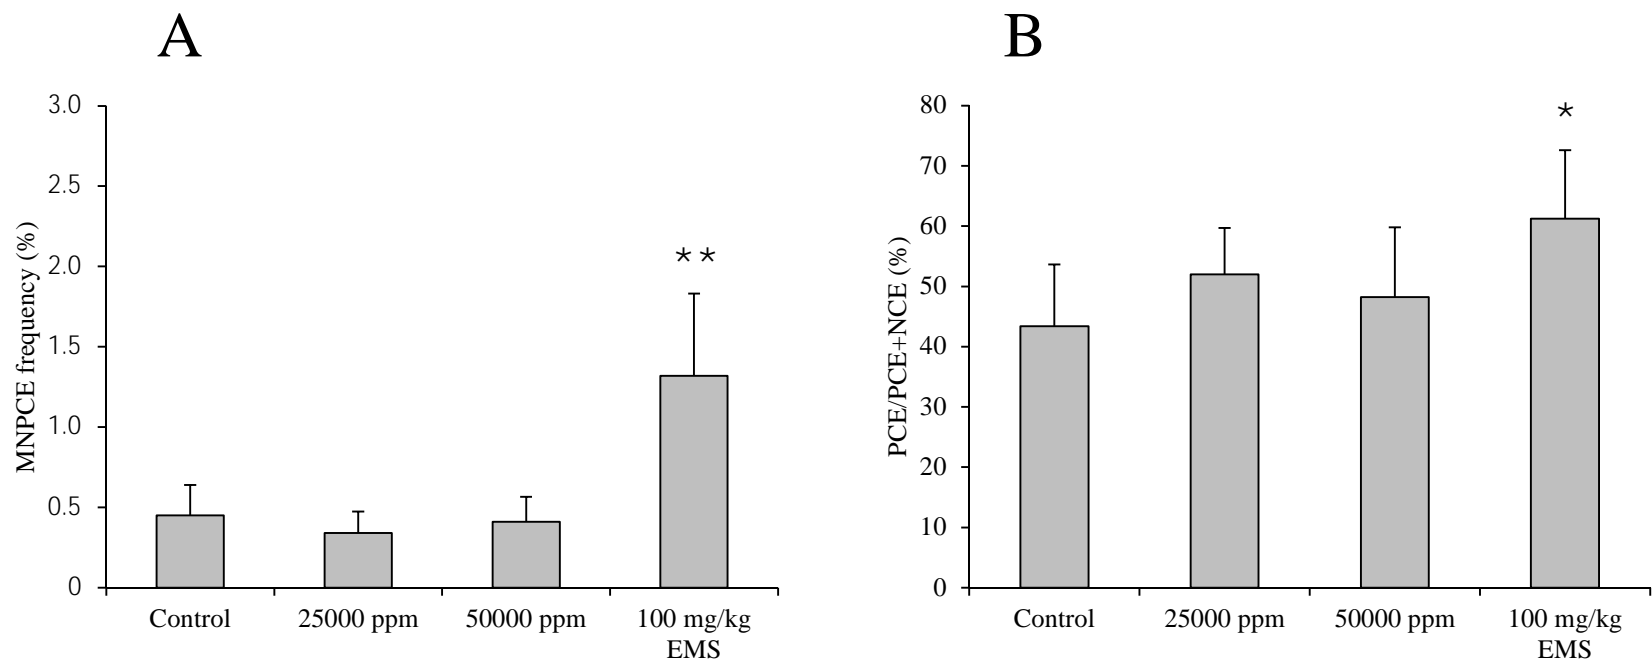 A
MNPCE frequency (%)
3.0
2.5
2.0
1.5
1.0
0.5
0
**
Control
25000 ppm
50000 ppm
100 mg/kg
EMS
B
PCE/PCE+NCE (%)
80
70
60
50
40
30
20
10
0
*
Control
25000 ppm
50000 ppm
100 mg/kg
EMS